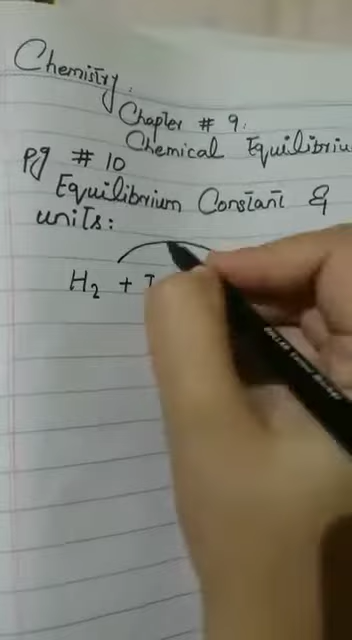 Chemistry.
Chapter # 9.
Chemical Equilibriu
Pg # 10
Equilibrium Constant &
units:
H₂ + I